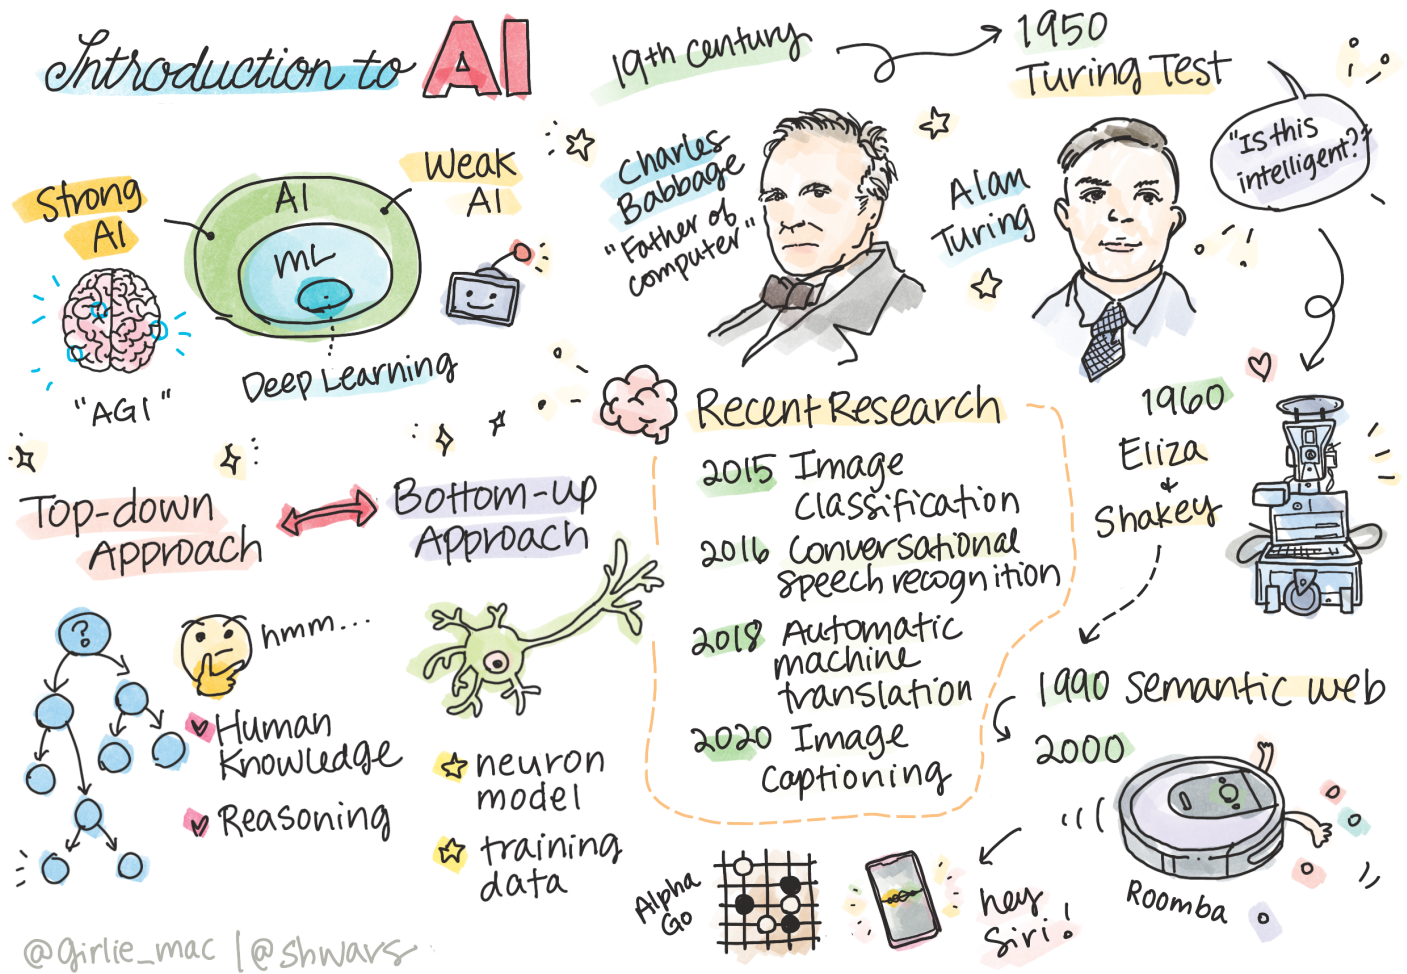 Introduction to AI
Strong
AI
Weak
AI
AI
ML
Deep Learning
"AGI"
19th century
Charles
Babbage
"Father of
computer"
1950
Turing Test
Alan
Turing
"Is this
intelligent?"
1960
Eliza
&
Shakey
1990 Semantic web
2000
Roomba
hey
Siri!
Alpha
Go
Recent Research
2015 Image
classification
2016 conversational
speech recognition
2018 Automatic
machine
translation
2020 Image
captioning
Top-down
Approach
?
hmm...
Human
Knowledge
Reasoning
Bottom-up
Approach
neuron
model
training
data
@girlie_mac | @shwars